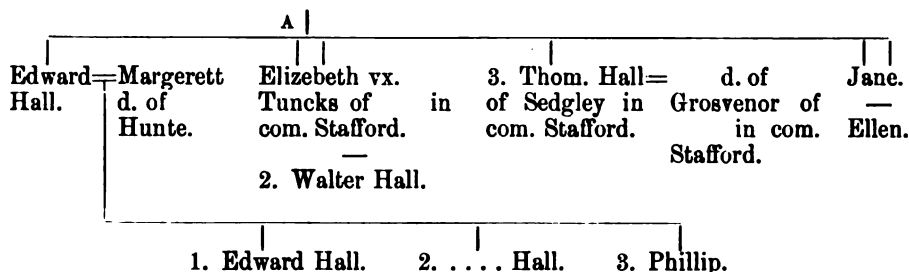 A
Edward=Margerett Elizebeth vx. 3. Thom. Hall= d. of Jane.
Hall. d. of Tuncks of in of Sedgley in Grosvenor of —
Hunte. com. Stafford. com. Stafford. in com. Ellen.
— Stafford.
2. Walter Hall.
1. Edward Hall. 2. . . . . Hall. 3. Phillip.